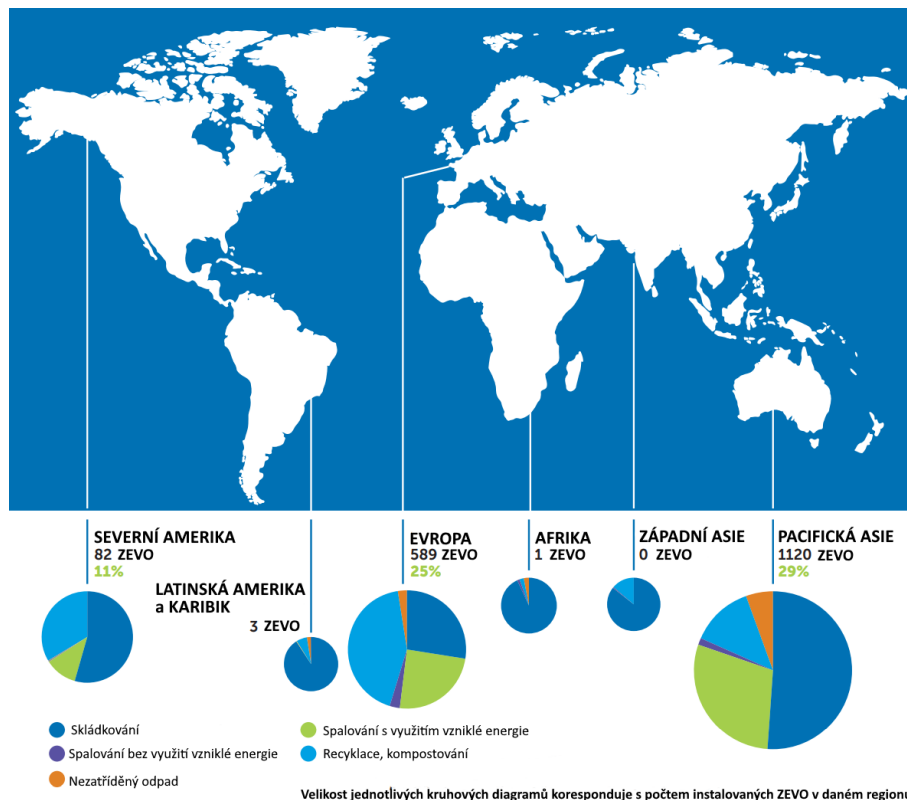 SEVERNÍ AMERIKA
82 ZEVO
11%
LATINSKÁ AMERIKA
a KARIBIK
3 ZEVO
EVROPA
589 ZEVO
25%
AFRIKA
1 ZEVO
ZÁPADNÍ ASIE
0 ZEVO
PACIFICKÁ ASIE
1120 ZEVO
29%
Skládkování
Spalování bez využití vzniklé energie
Nezatříděný odpad
Spalování s využitím vzniklé energie
Recyklace, kompostování
Velikost jednotlivých kruhových diagramů koresponduje s počtem instalovaných ZEVO v daném regionu